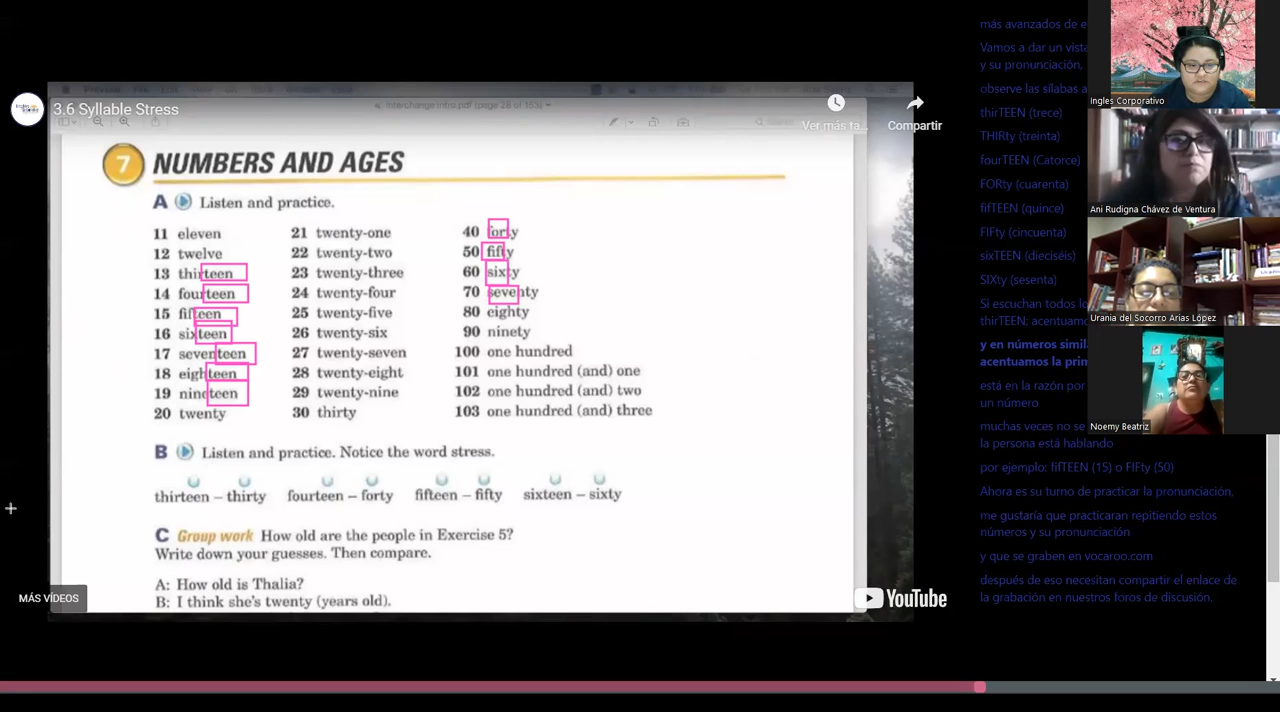 3.6 Syllable Stress
Interchange intro.pdf (page 28 of 153)
Ver más ta...
Compartir
7 NUMBERS AND AGES
A Listen and practice.
11 eleven
12 twelve
13 thirteen
14 fourteen
15 fifteen
16 sixteen
17 seventeen
18 eighteen
19 nineteen
20 twenty
21 twenty-one
22 twenty-two
23 twenty-three
24 twenty-four
25 twenty-five
26 twenty-six
27 twenty-seven
28 twenty-eight
29 twenty-nine
30 thirty
40 forty
50 fifty
60 sixty
70 seventy
80 eighty
90 ninety
100 one hundred
101 one hundred (and) one
102 one hundred (and) two
103 one hundred (and) three
B Listen and practice. Notice the word stress.
thirteen – thirty fourteen – forty fifteen – fifty sixteen – sixty
C Group work How old are the people in Exercise 5?
Write down your guesses. Then compare.
A: How old is Thalia?
B: I think she's twenty (years old).
MÁS VÍDEOS
YouTube
más avanzados de e
Vamos a dar un vista
y su pronunciación,
observe las sílabas a
thirTEEN (trece)
THIRty (treinta)
fourTEEN (Catorce)
FORty (cuarenta)
fifTEEN (quince)
FIFty (cincuenta)
sixTEEN (dieciséis)
SIXty (sesenta)
Si escuchan todos lo
thirTEEN; acentuamo
y en números simila
acentuamos la prim
está en la razón por
un número
muchas veces no se
la persona está hablando
por ejemplo: fifTEEN (15) o FIFty (50)
Ahora es su turno de practicar la pronunciación,
me gustaría que practicaran repitiendo estos
números y su pronunciación
y que se graben en vocaroo.com
después de eso necesitan compartir el enlace de
la grabación en nuestros foros de discusión.
Ingles Corporativo
Ani Rudigna Chávez de Ventura
Urania del Socorro Arias López
Noemy Beatriz